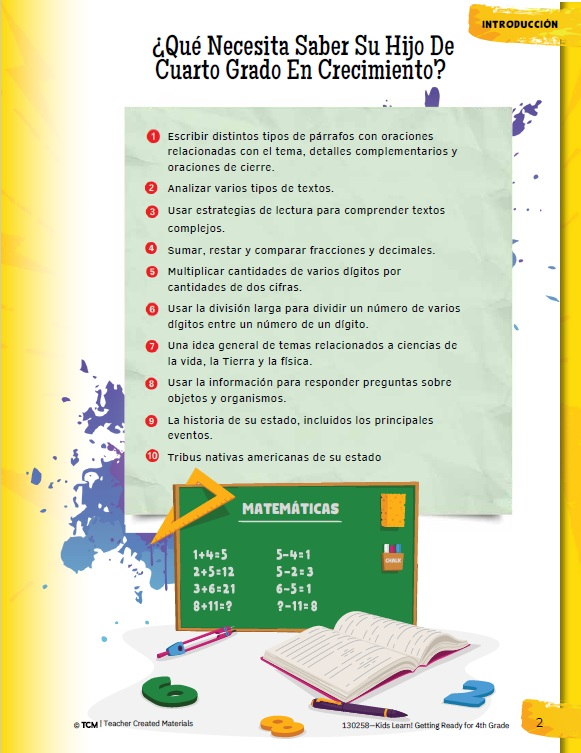 INTRODUCCIÓN
¿Qué Necesita Saber Su Hijo De
Cuarto Grado En Crecimiento?
1 Escribir distintos tipos de párrafos con oraciones
relacionadas con el tema, detalles complementarios y
oraciones de cierre.
2 Analizar varios tipos de textos.
3 Usar estrategias de lectura para comprender textos
complejos.
4 Sumar, restar y comparar fracciones y decimales.
5 Multiplicar cantidades de varios dígitos por
cantidades de dos cifras.
6 Usar la división larga para dividir un número de varios
dígitos entre un número de un dígito.
7 Una idea general de temas relacionados a ciencias de
la vida, la Tierra y la física.
8 Usar la información para responder preguntas sobre
objetos y organismos.
9 La historia de su estado, incluidos los principales
eventos.
10 Tribus nativas americanas de su estado
MATEMÁTICAS
1+4=5 5-4=1
2+5=12 5-2=3
3+6=21 6-5=1
8+11=? ?-11=8
CHALK
6
8
2
© TCM | Teacher Created Materials
130258—Kids Learn! Getting Ready for 4th Grade
2